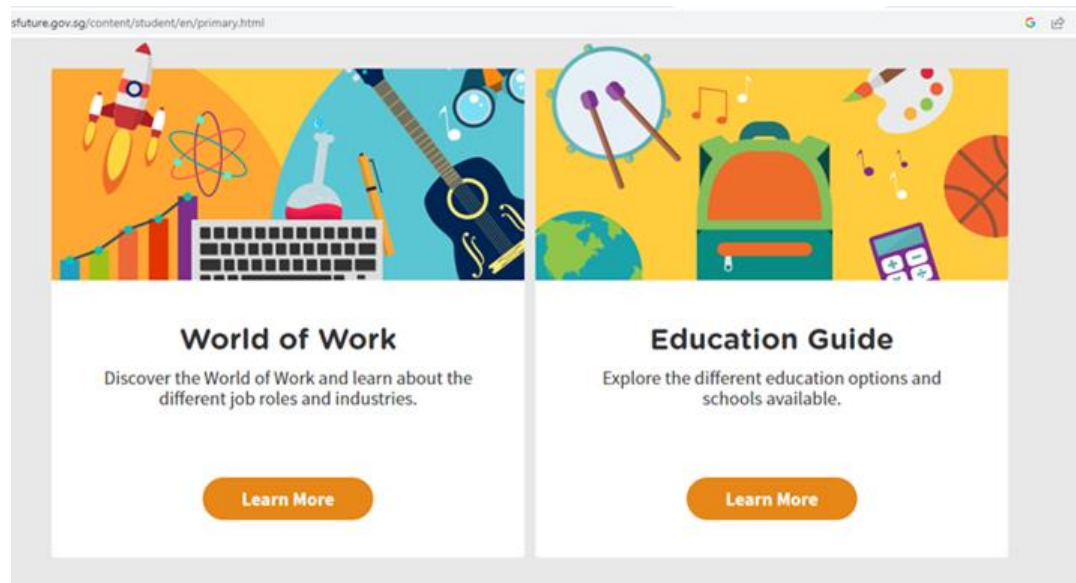 sfuture.gov.sg/content/student/en/primary.html
World of Work
Discover the World of Work and learn about the
different job roles and industries.
Learn More
Education Guide
Explore the different education options and
schools available.
Learn More